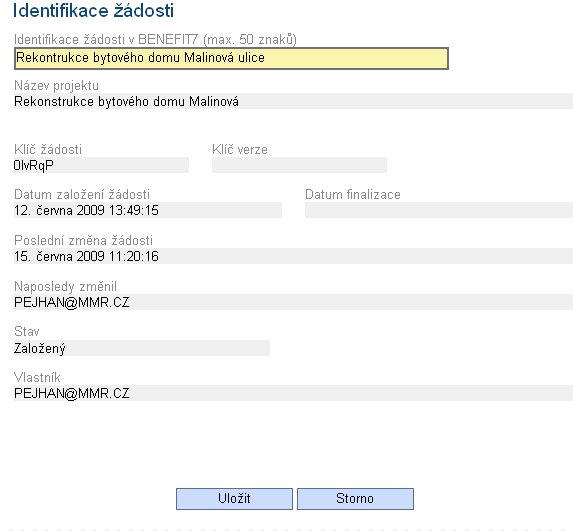 Identifikace žádosti
Identifikace žádosti v BENEFIT7 (max. 50 znaků)
Rekontrukce bytového domu Malinová ulice
Název projektu
Rekonstrukce bytového domu Malinová
Klíč žádosti Klíč verze
0lvRqP
Datum založení žádosti Datum finalizace
12. června 2009 13:49:15
Poslední změna žádosti
15. června 2009 11:20:16
Naposledy změnil
PEJHAN@MMR.CZ
Stav
Založený
Vlastník
PEJHAN@MMR.CZ
Uložit Storno